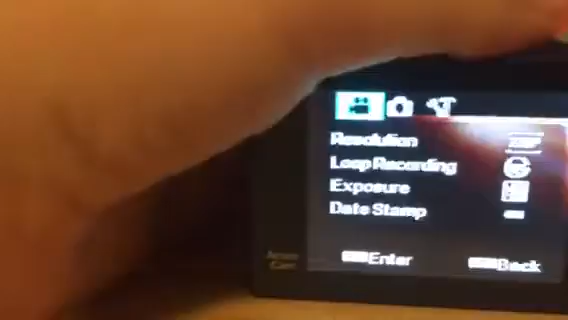 Resolution
Loop Recording
Exposure
Date Stamp
Enter Back